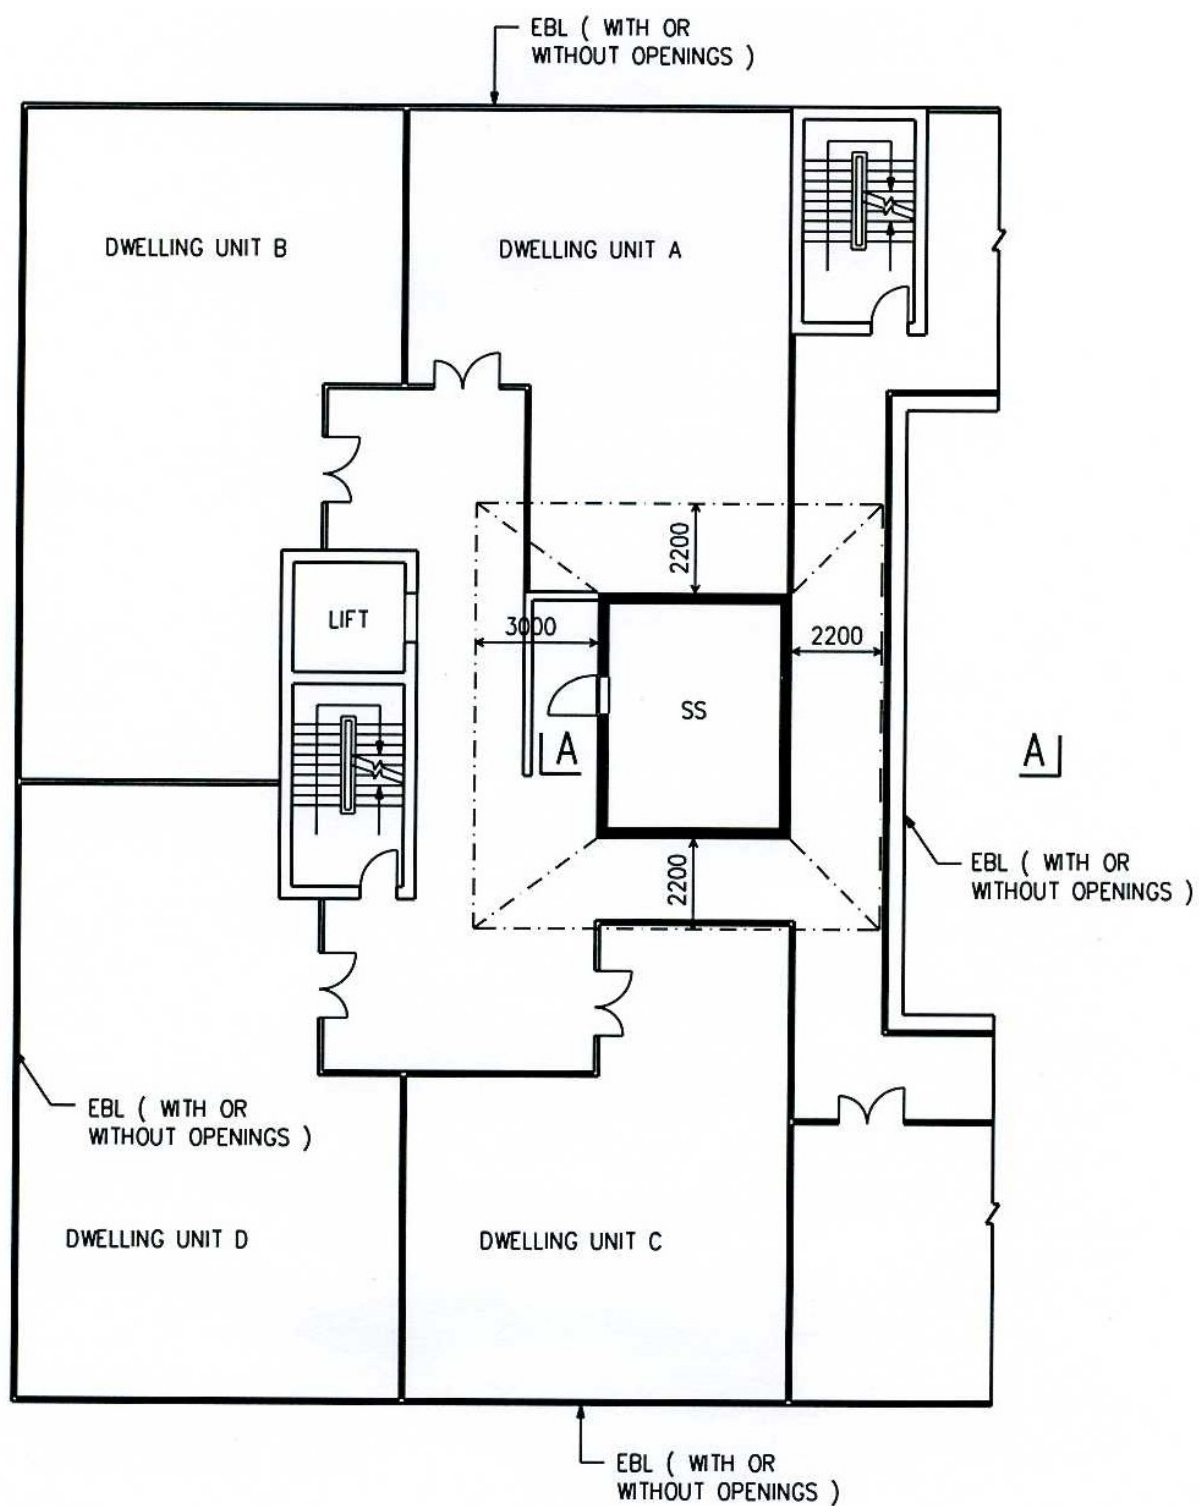 EBL ( WITH OR
WITHOUT OPENINGS )
DWELLING UNIT B
DWELLING UNIT A
2200
LIFT
3000
2200
SS
A
A
EBL ( WITH OR
WITHOUT OPENINGS )
2200
EBL ( WITH OR
WITHOUT OPENINGS )
DWELLING UNIT D
DWELLING UNIT C
EBL ( WITH OR
WITHOUT OPENINGS )